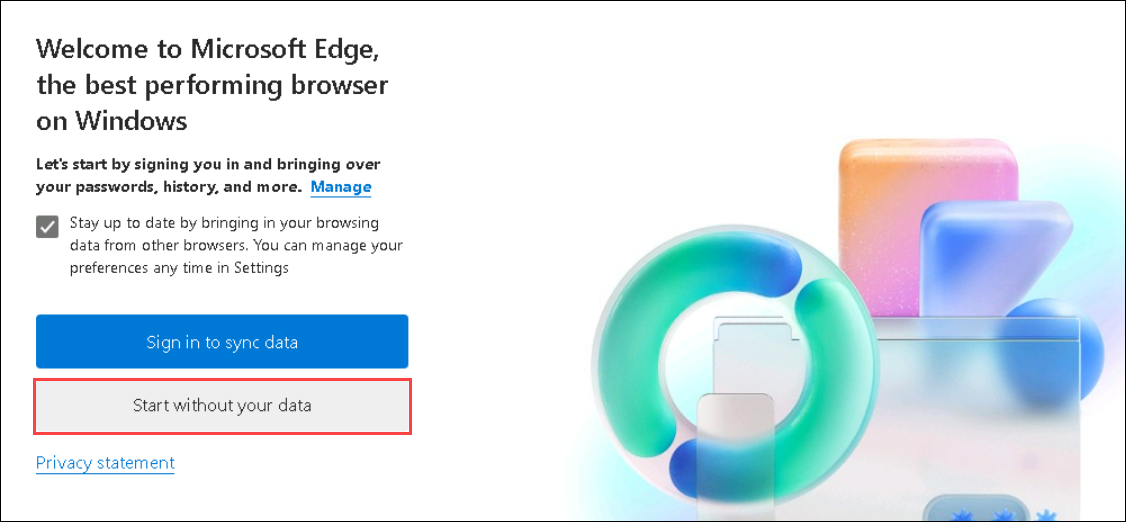 Welcome to Microsoft Edge,
the best performing browser
on Windows
Let's start by signing you in and bringing over
your passwords, history, and more. Manage
Stay up to date by bringing in your browsing
data from other browsers. You can manage your
preferences any time in Settings
Sign in to sync data
Start without your data
Privacy statement